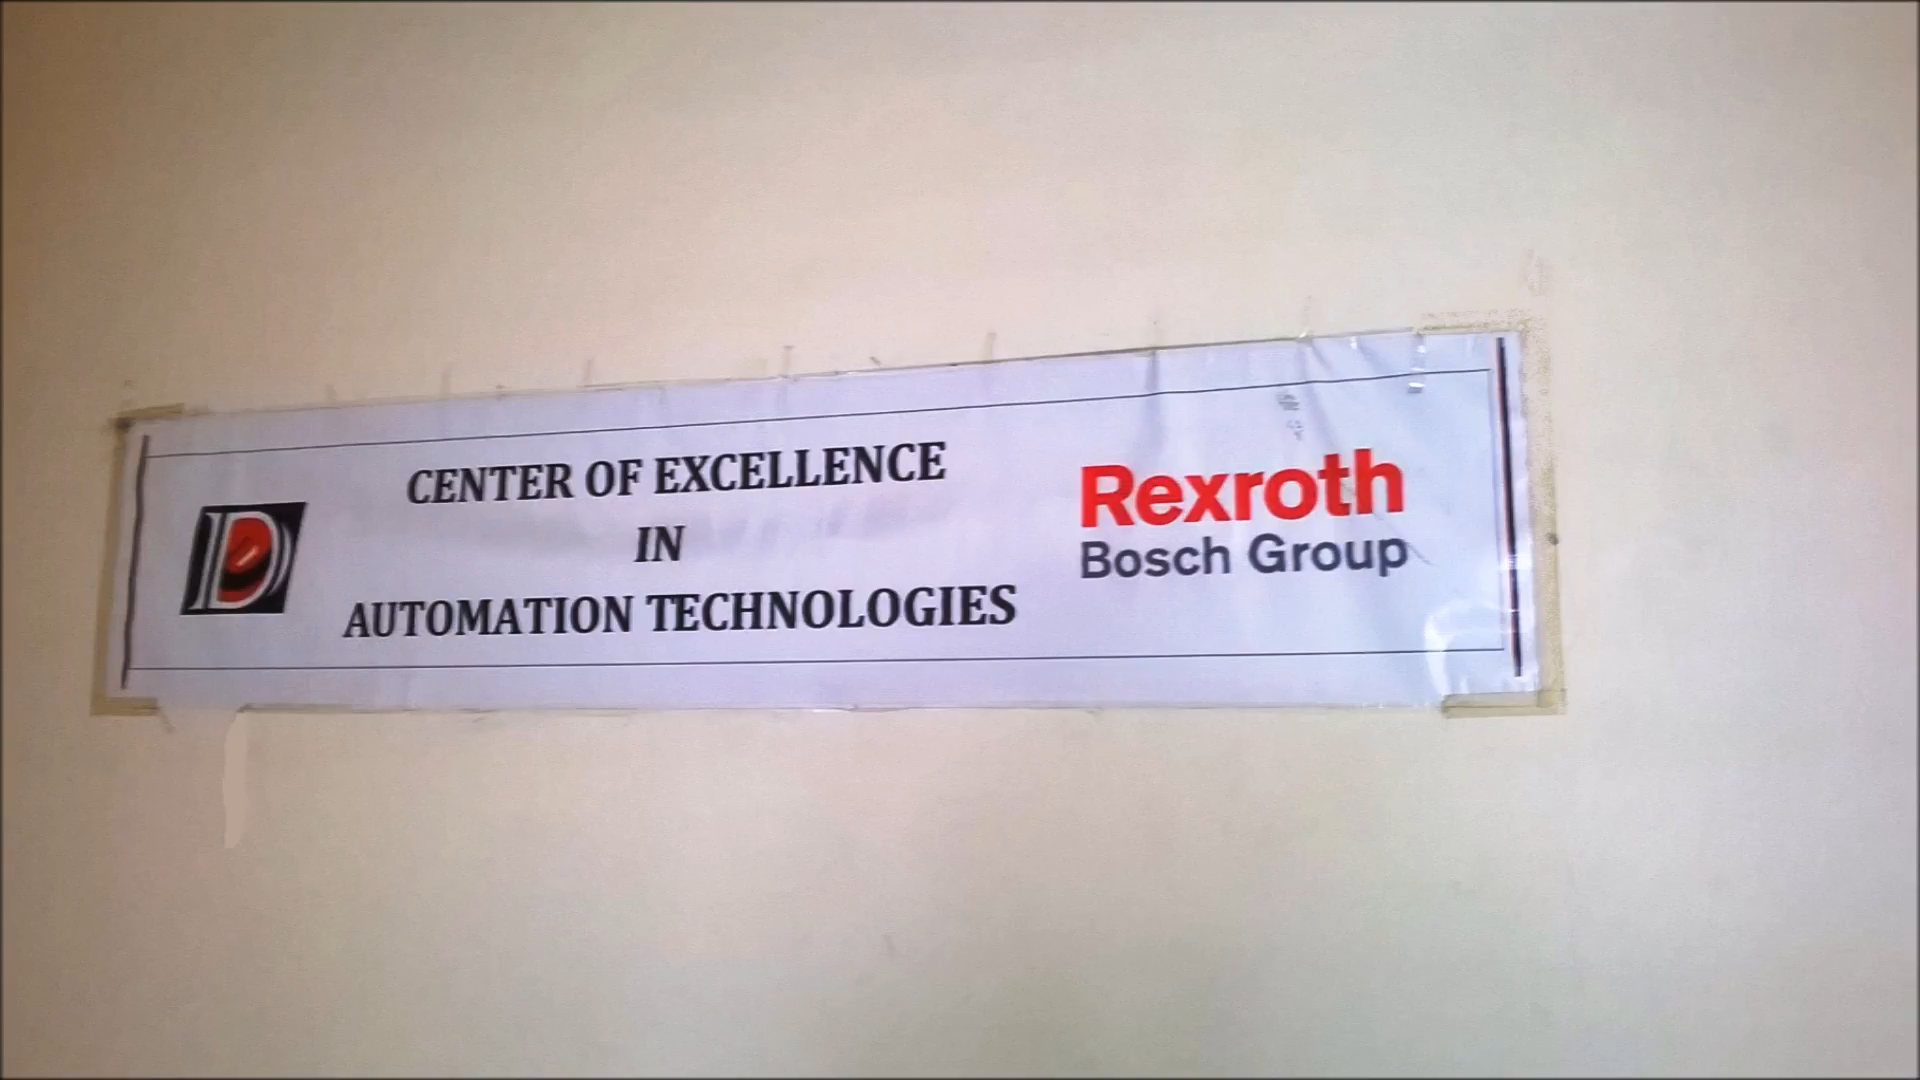 D
CENTER OF EXCELLENCE
IN
AUTOMATION TECHNOLOGIES
Rexroth
Bosch Group